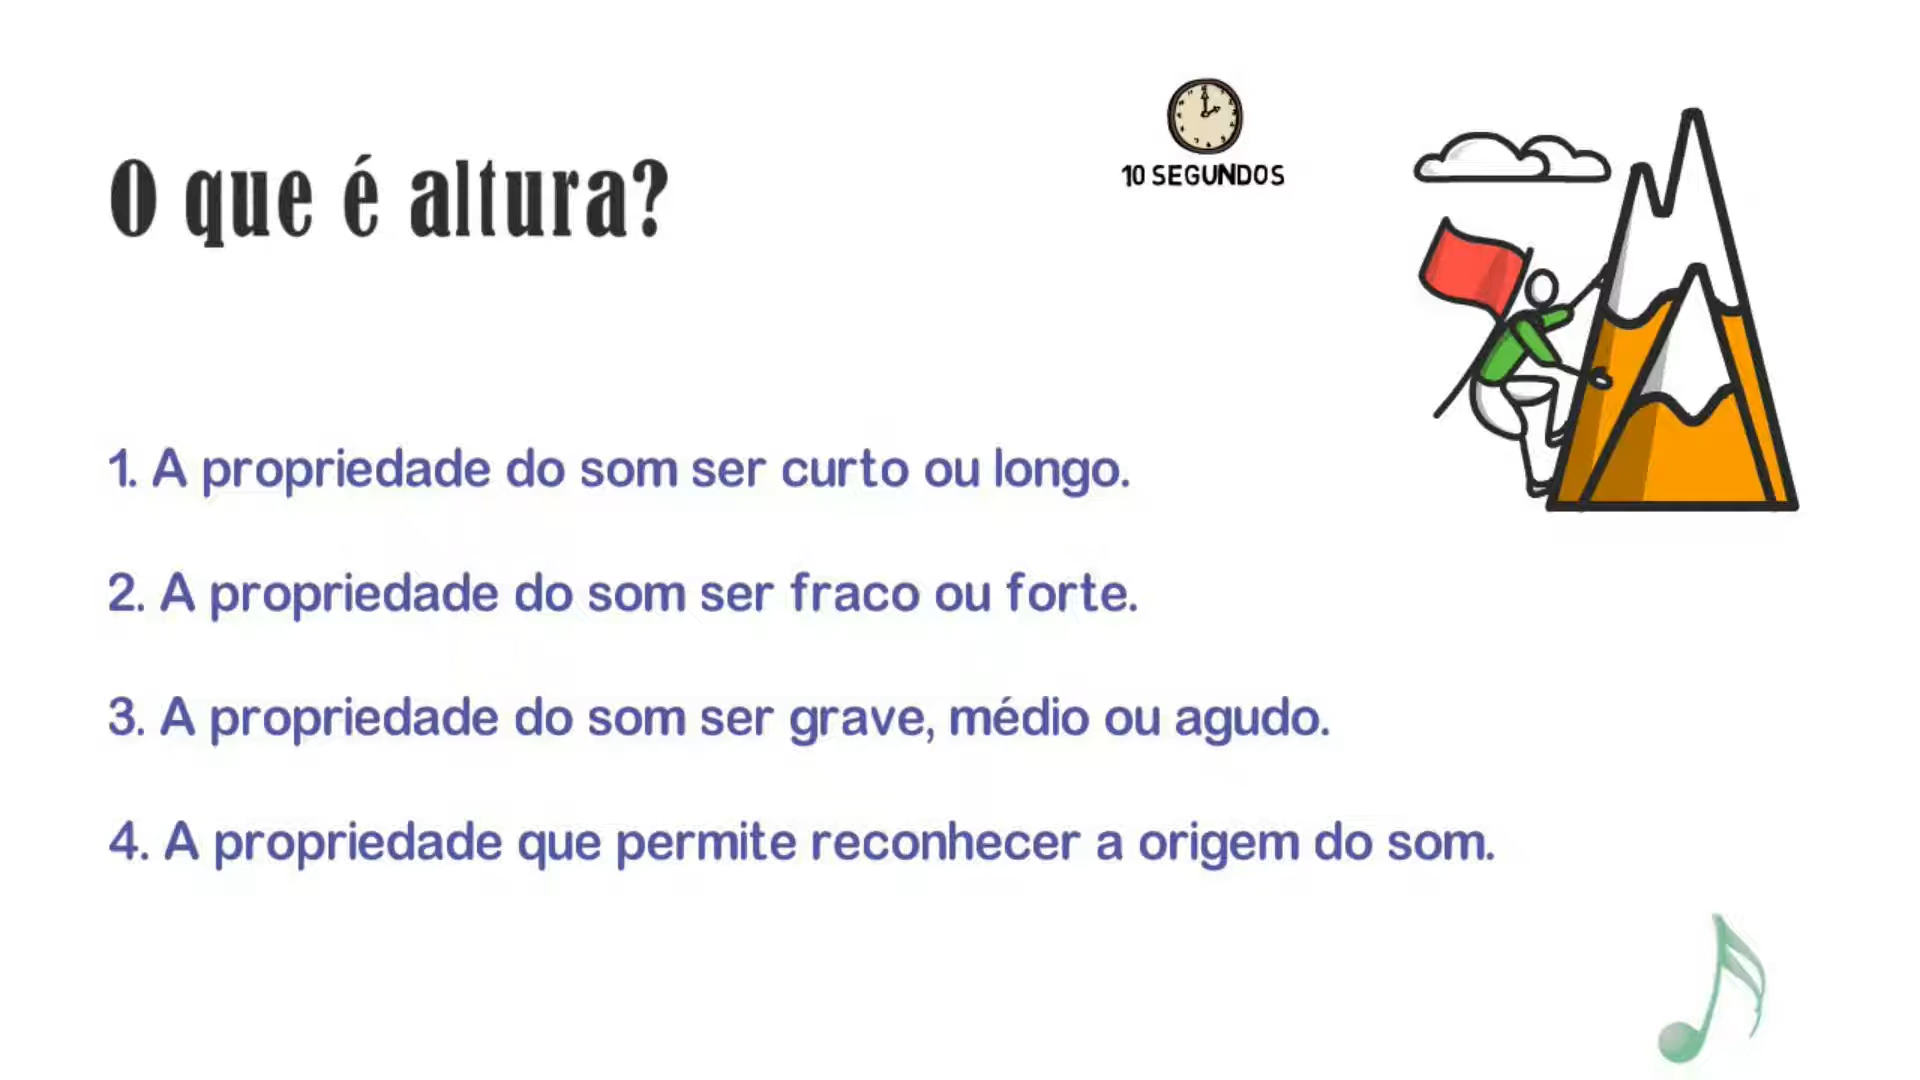 O que é altura?
10 SEGUNDOS
1. A propriedade do som ser curto ou longo.
2. A propriedade do som ser fraco ou forte.
3. A propriedade do som ser grave, médio ou agudo.
4. A propriedade que permite reconhecer a origem do som.